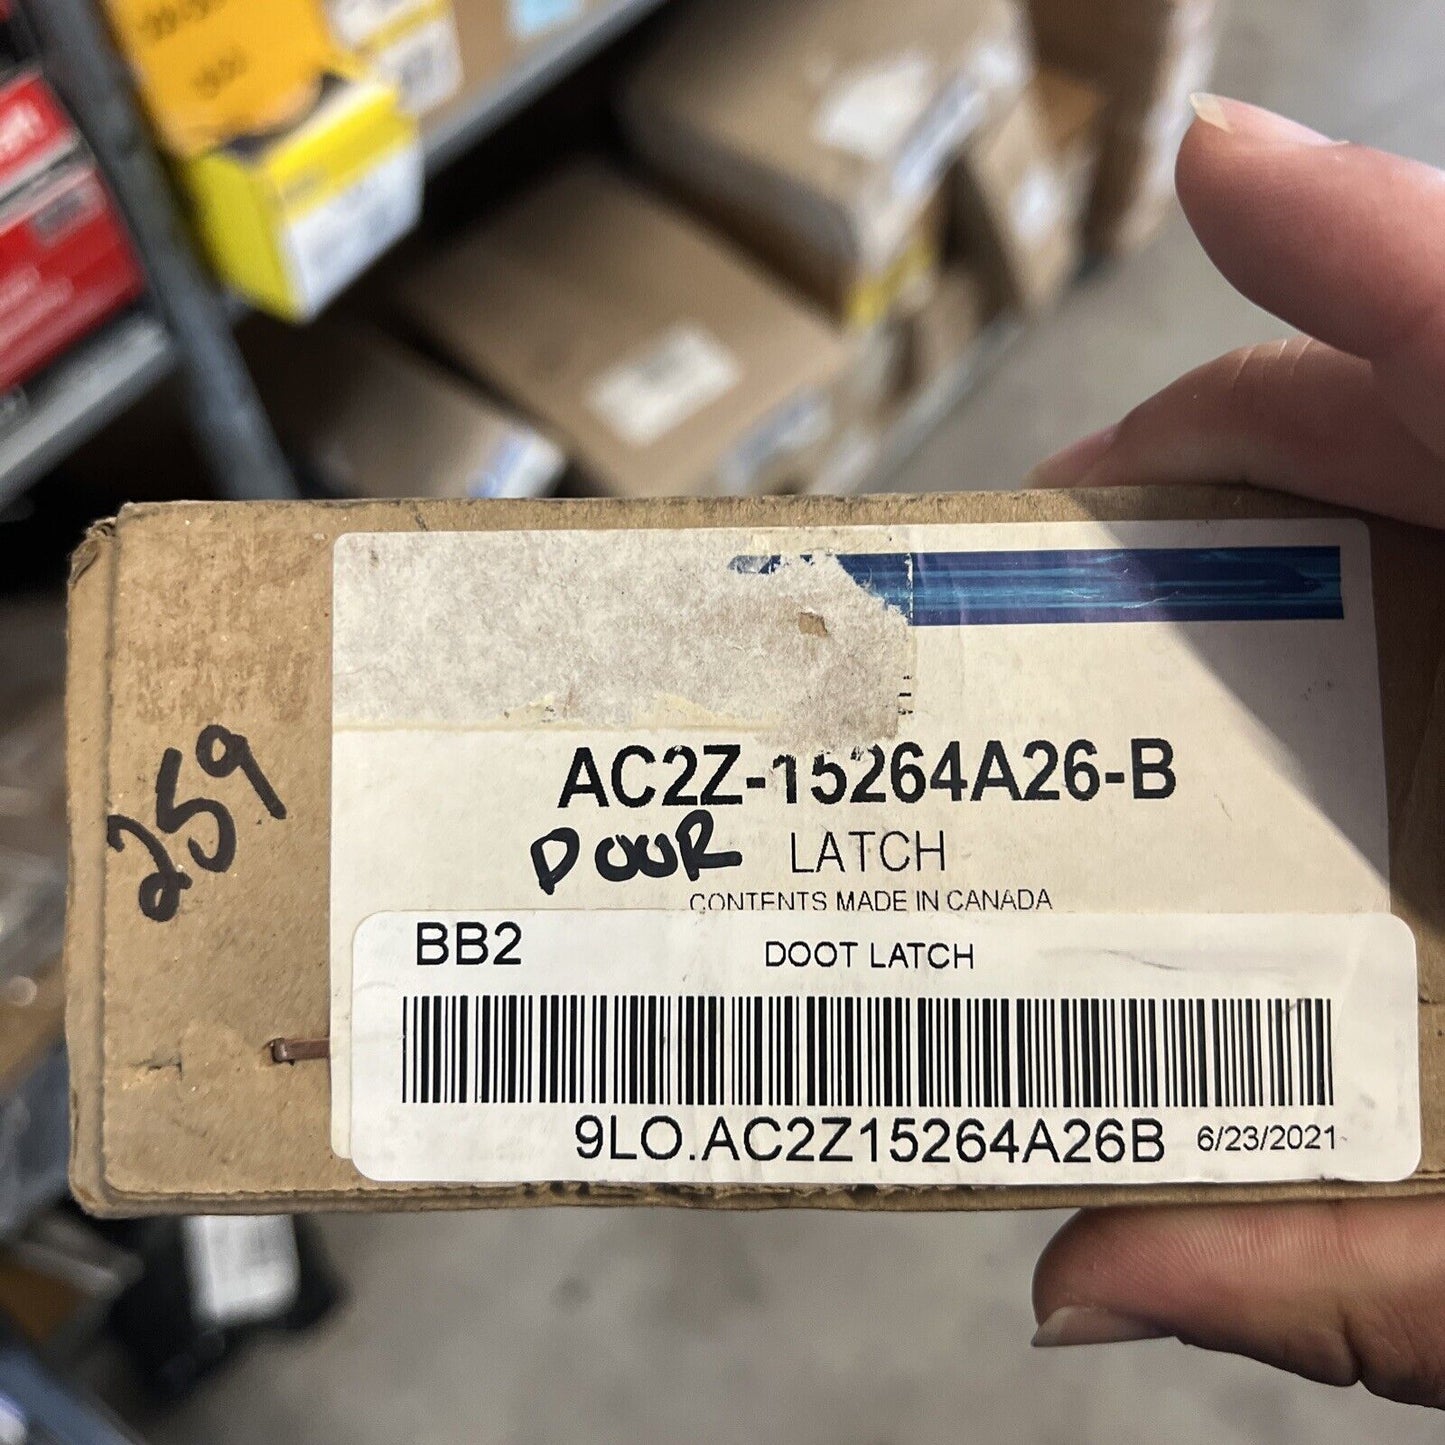 259
AC2Z-15264A26-B
DOUR LATCH
CONTENTS MADE IN CANADA
BB2 DOOT LATCH
9LO.AC2Z15264A26B 6/23/2021